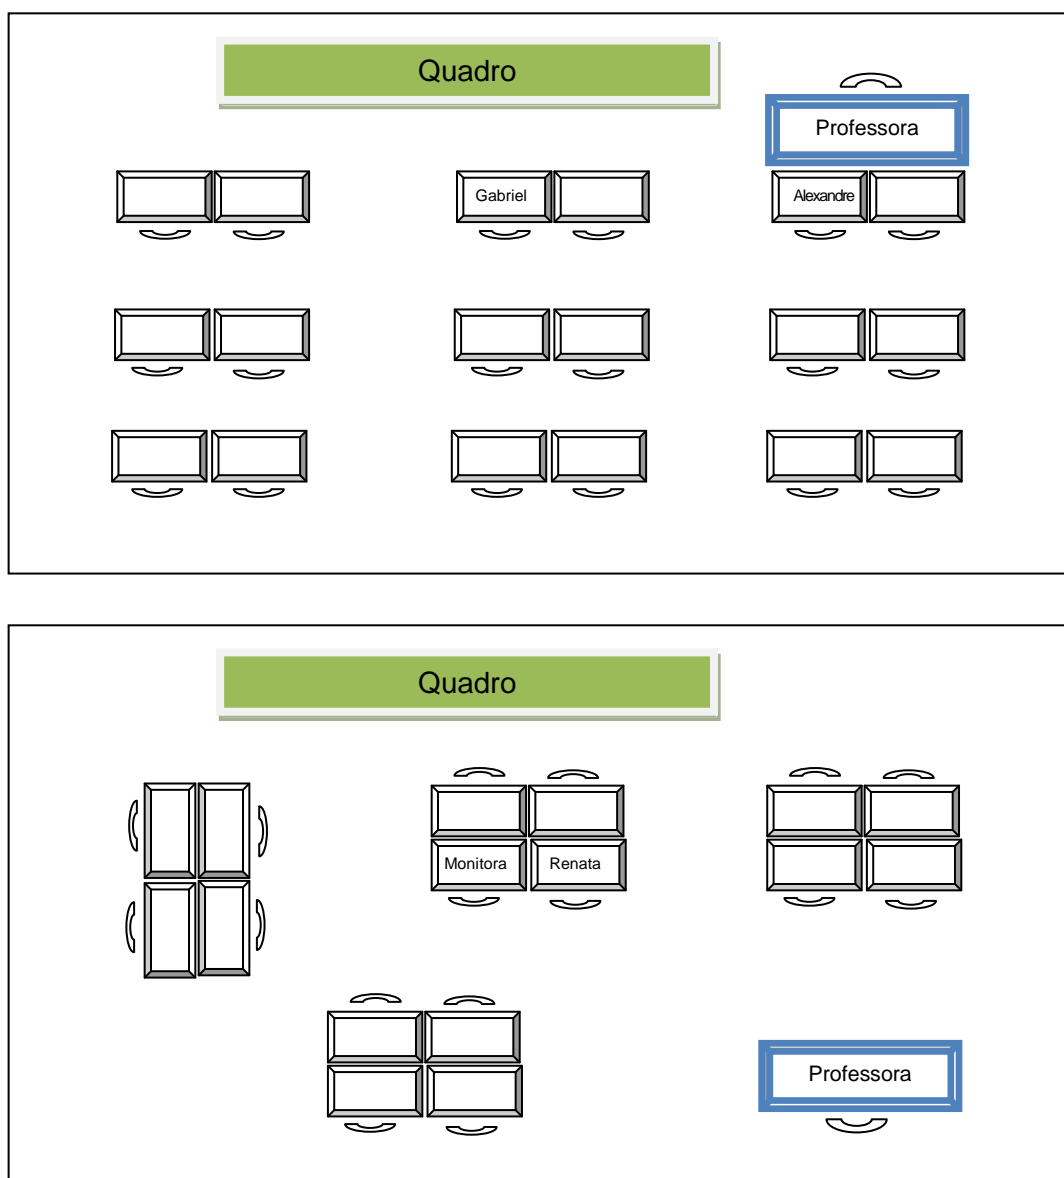 Quadro
Professora
Gabriel
Alexandre
Quadro
Monitora
Renata
Professora